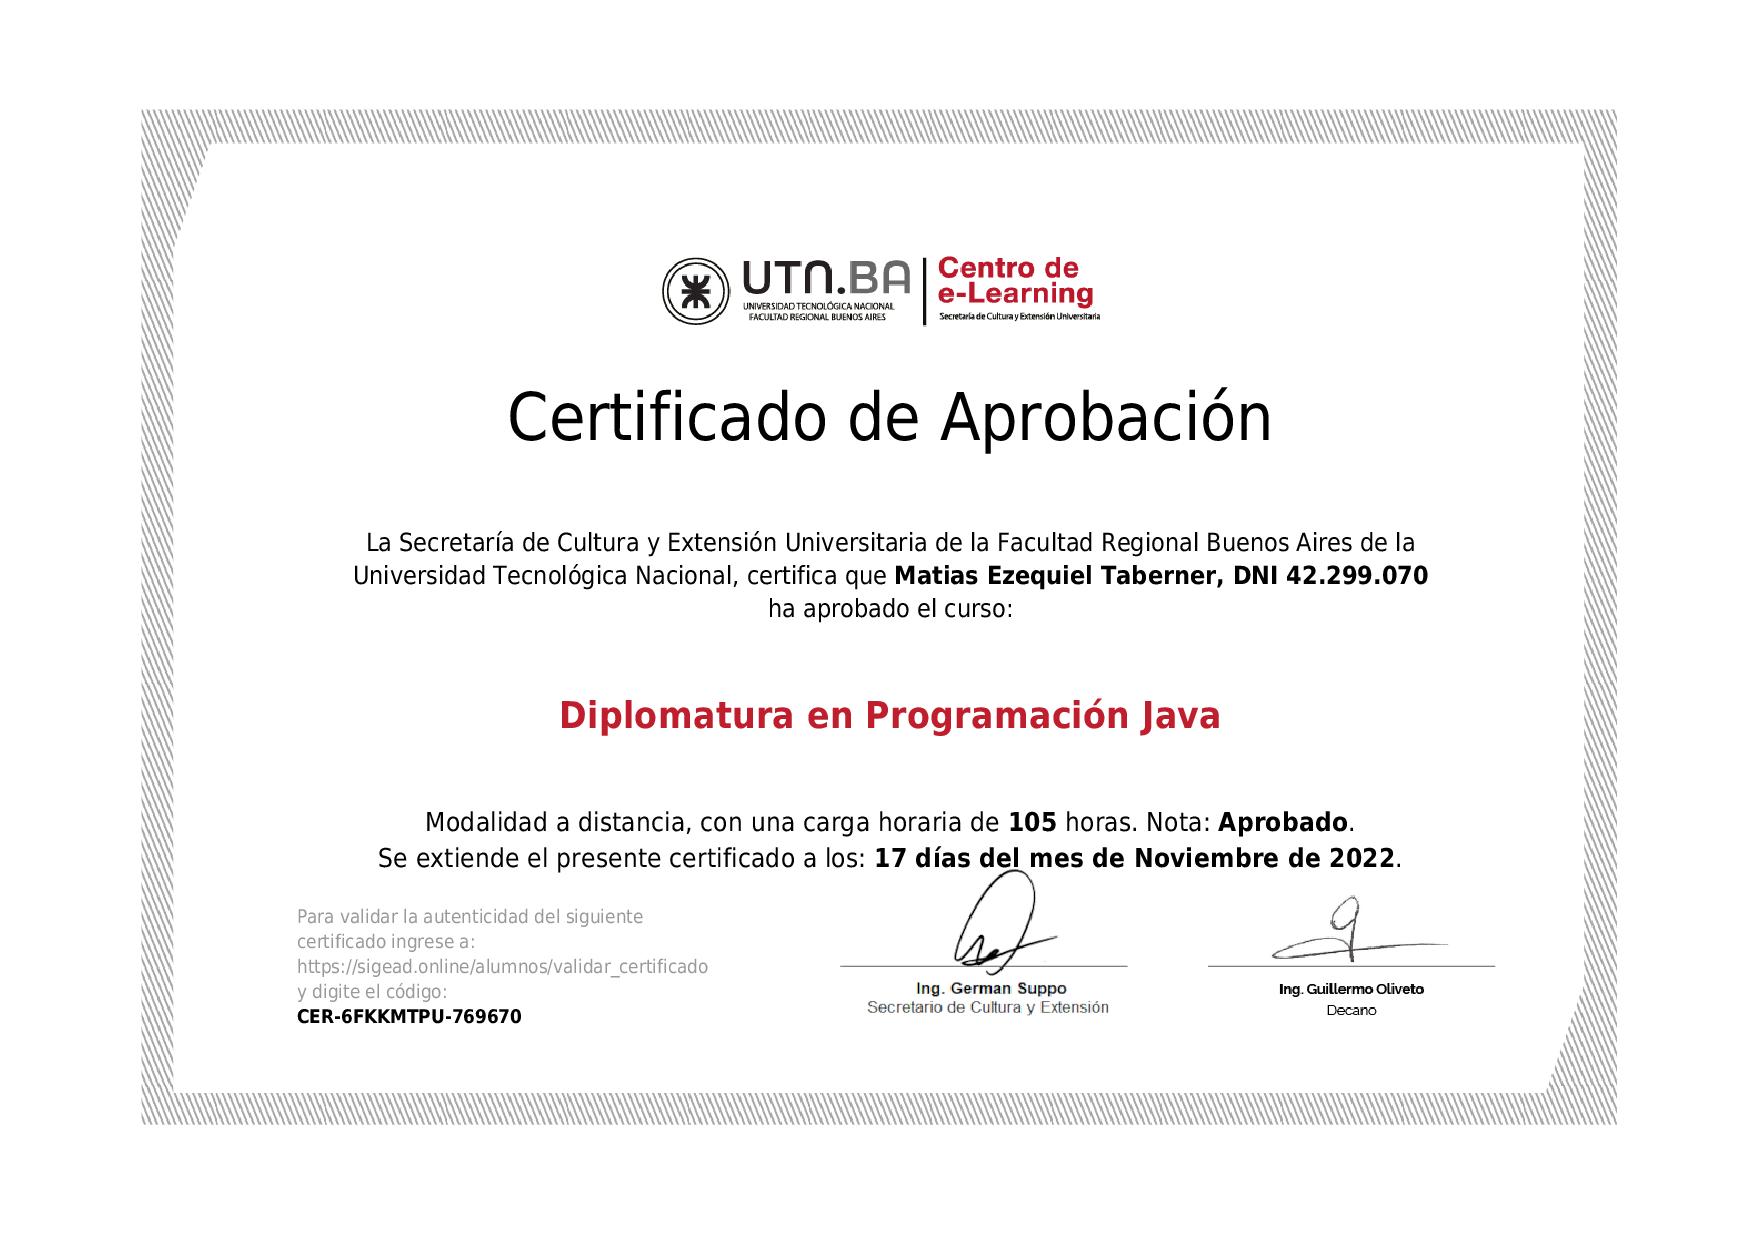 UTN.BA
UNIVERSIDAD TECNOLÓGICA NACIONAL
FACULTAD REGIONAL BUENOS AIRES
Centro de
e-Learning
Secretaría de Cultura y Extensión Universitaria
Certificado de Aprobación
La Secretaría de Cultura y Extensión Universitaria de la Facultad Regional Buenos Aires de la
Universidad Tecnológica Nacional, certifica que Matias Ezequiel Taberner, DNI 42.299.070
ha aprobado el curso:
Diplomatura en Programación Java
Modalidad a distancia, con una carga horaria de 105 horas. Nota: Aprobado.
Se extiende el presente certificado a los: 17 días del mes de Noviembre de 2022.
Para validar la autenticidad del siguiente
certificado ingrese a:
https://sigead.online/alumnos/validar_certificado
y digite el código:
CER-6FKKMTPU-769670
Ing. German Suppo
Secretario de Cultura y Extensión
Ing. Guillermo Oliveto
Decano